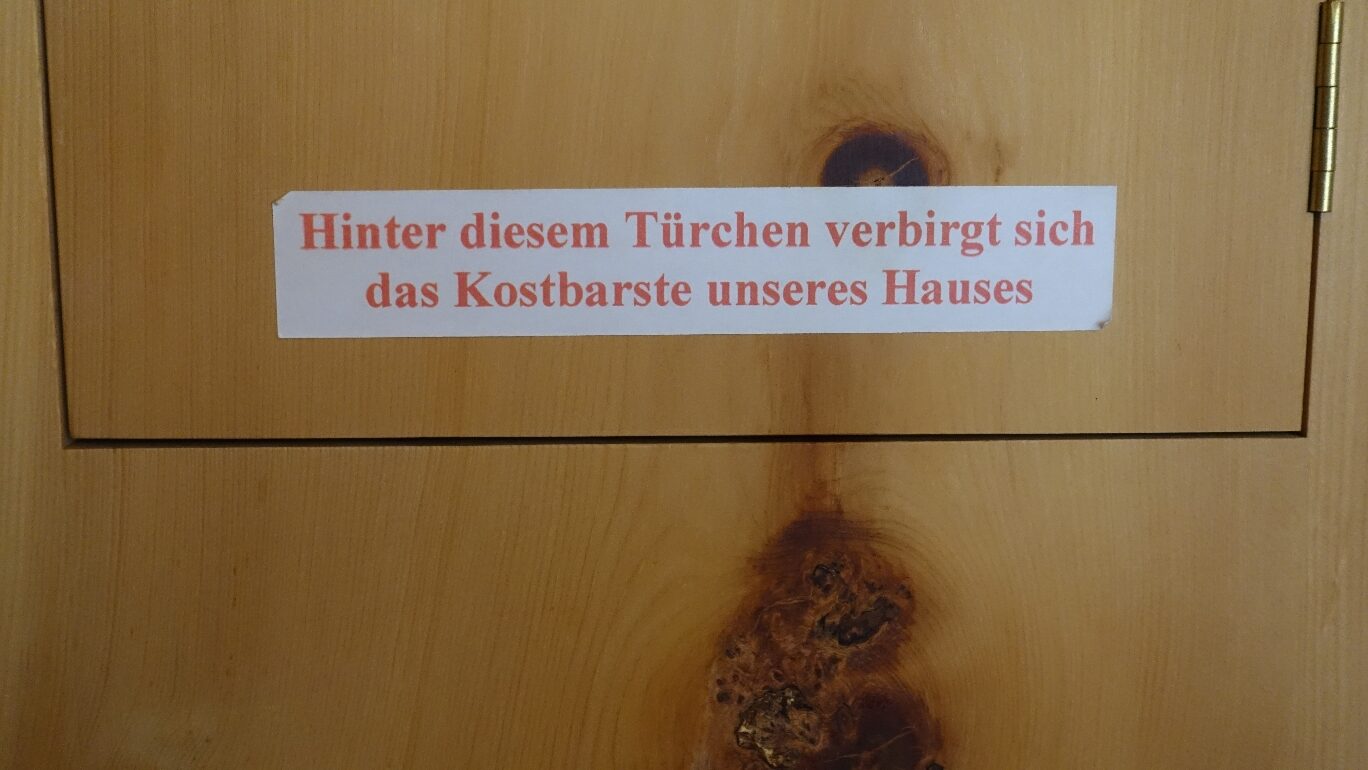 Hinter diesem Türchen verbirgt sich
das Kostbarste unseres Hauses